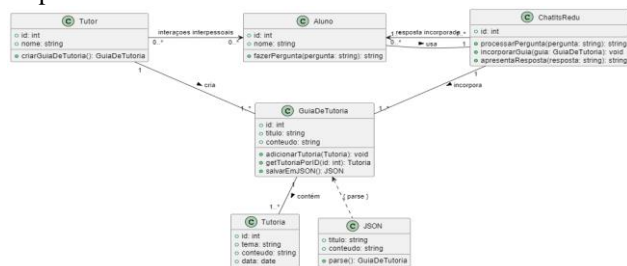 C Tutor
id: int
nome: string
criarGuiaDeTutoria(): GuiaDeTutoria
interações interpessoais
0..*
0..*
C Aluno
id: int
nome: string
fazerPergunta(pergunta: string): string
resposta incorporada
usa
C ChatItsRedu
id: int
processarPergunta(pergunta: string): string
incorporarGuia(guia: GuiaDeTutoria): void
apresentaResposta(resposta: string): string
1
cria
1..*
1
incorpora
1..*
C GuiaDeTutoria
id: int
titulo: string
conteudo: string
adicionarTutoria(Tutoria): void
getTutoriaPorID(id: int): Tutoria
salvarEmJSON(): JSON
1
contém
1..*
( parse )
C Tutoria
id: int
tema: string
conteudo: string
data: date
C JSON
titulo: string
conteudo: string
parse(): GuiaDeTutoria